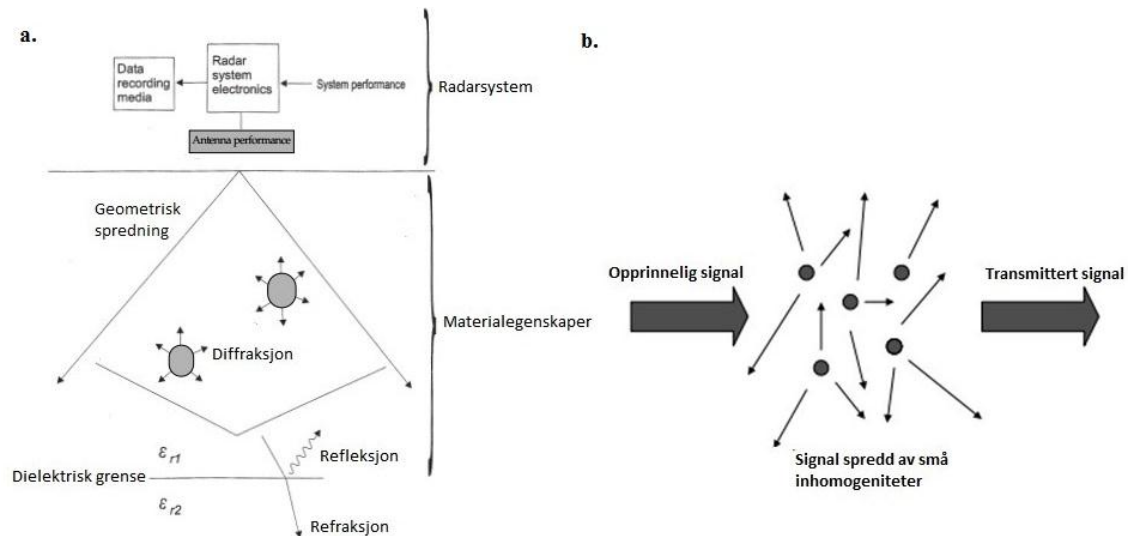 a.
Data
recording
media
Radar
system
electronics
System performance
Antenna performance
Radarsystem
Geometrisk
spredning
Diffraksjon
Materialegenskaper
εr1
Refleksjon
Dielektrisk grense
εr2
Refraksjon
b.
Opprinnelig signal
Transmittert signal
Signal spredd av små
inhomogeniteter